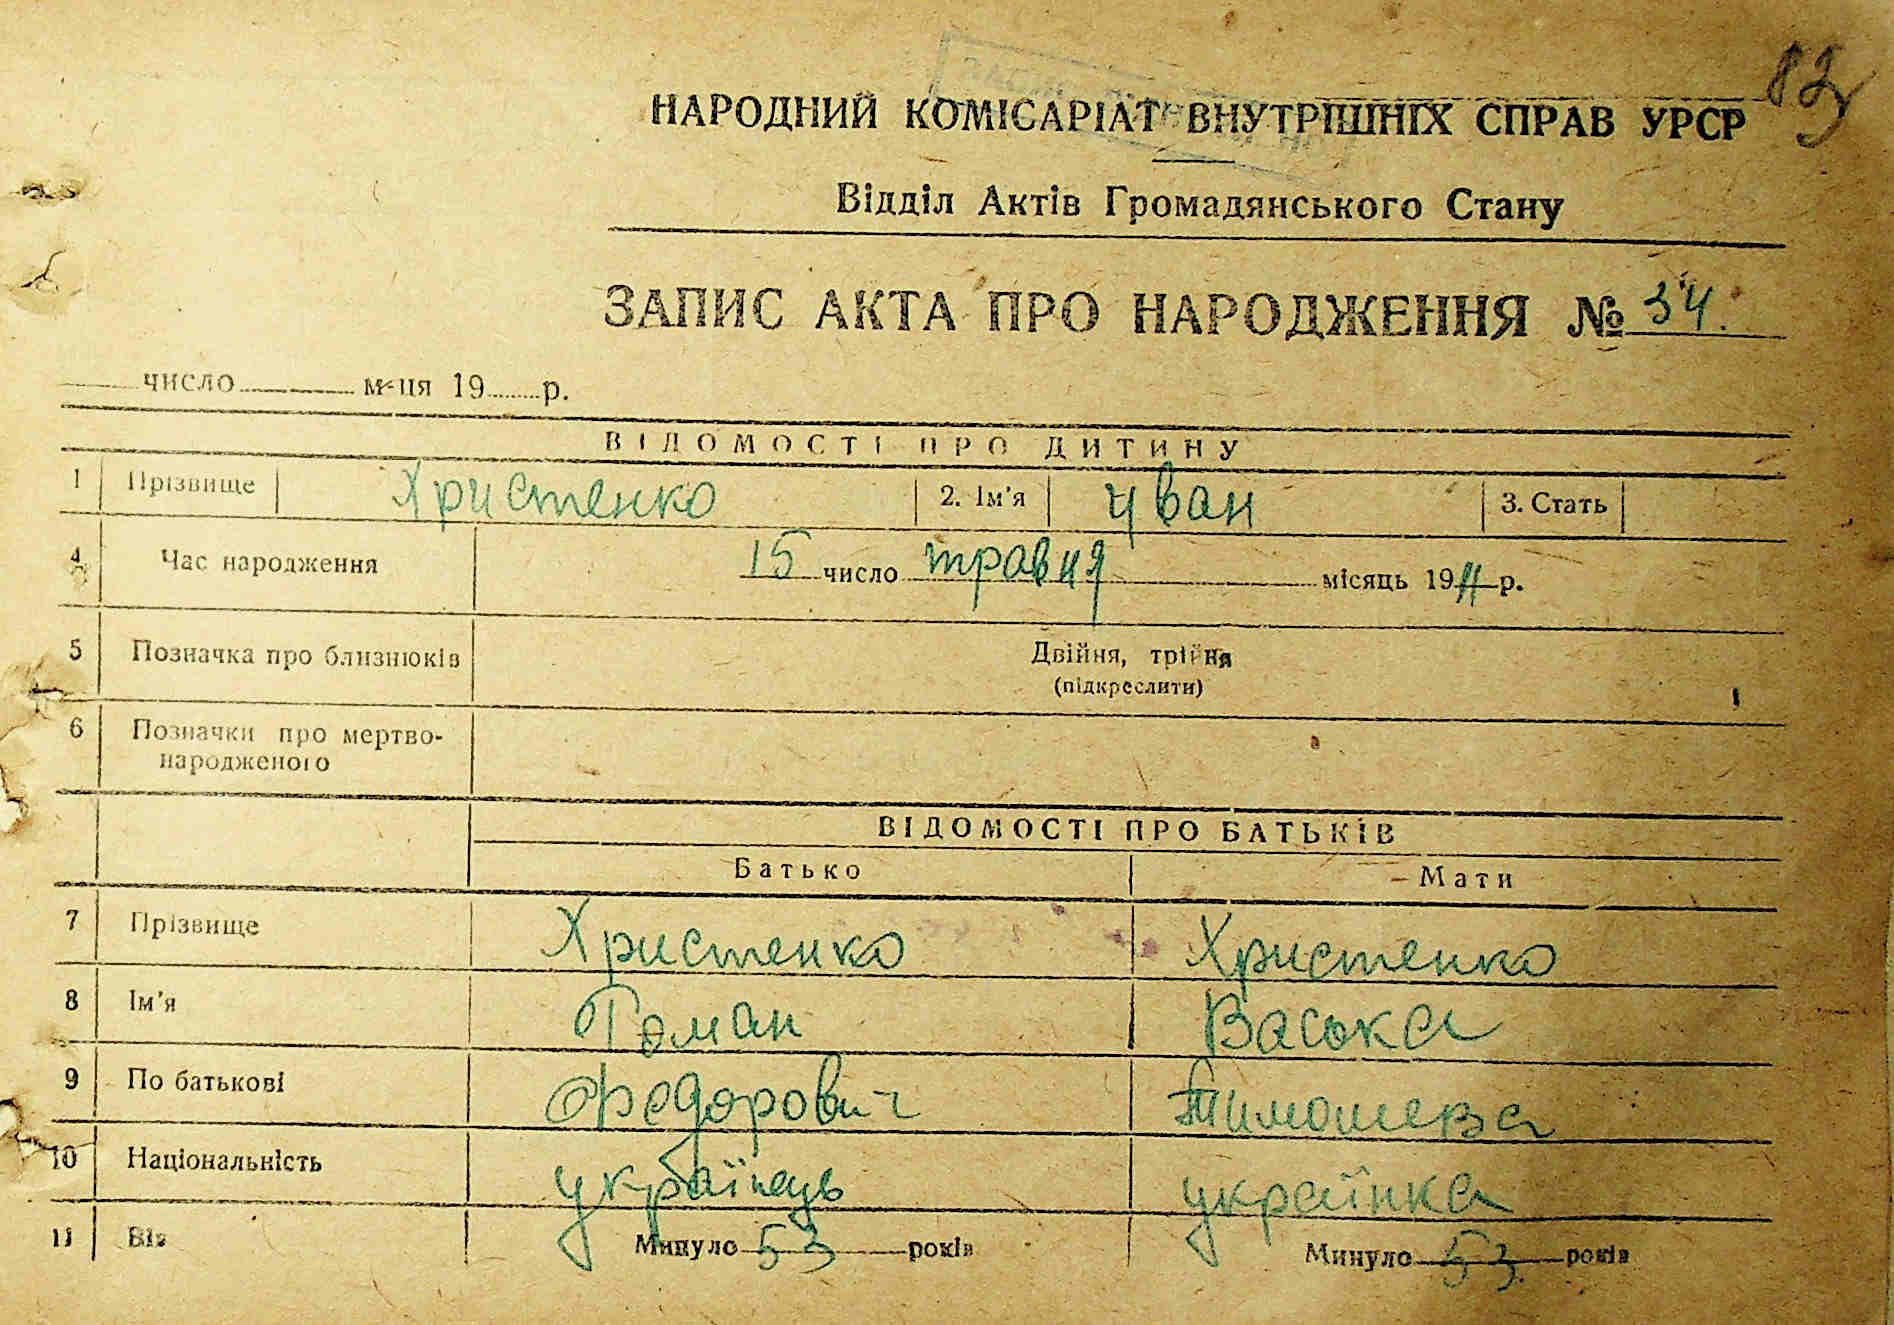 83
НАРОДНИЙ КОМІСАРІАТ ВНУТРІШНІХ СПРАВ УРСР
Відділ Актів Громадянського Стану
ЗАПИС АКТА ПРО НАРОДЖЕННЯ № 34.
число м-ця 19 р.
ВІДОМОСТІ ПРО ДИТИНУ
1 Прізвище Христенко 2. Ім'я Иван 3. Стать
4 Час народження 15 число травня місяць 1911 р.
5 Позначка про близнюків Двійня, трійня
(підкреслити)
6 Позначки про мертво-
народженого
ВІДОМОСТІ ПРО БАТЬКІВ
Батько Мати
7 Прізвище Христенко Христенко
8 Ім'я Роман Васька
9 По батькові Федорович Тимошева
10 Національність українець українка
11 Вік Минуло 53 років Минуло 53 років